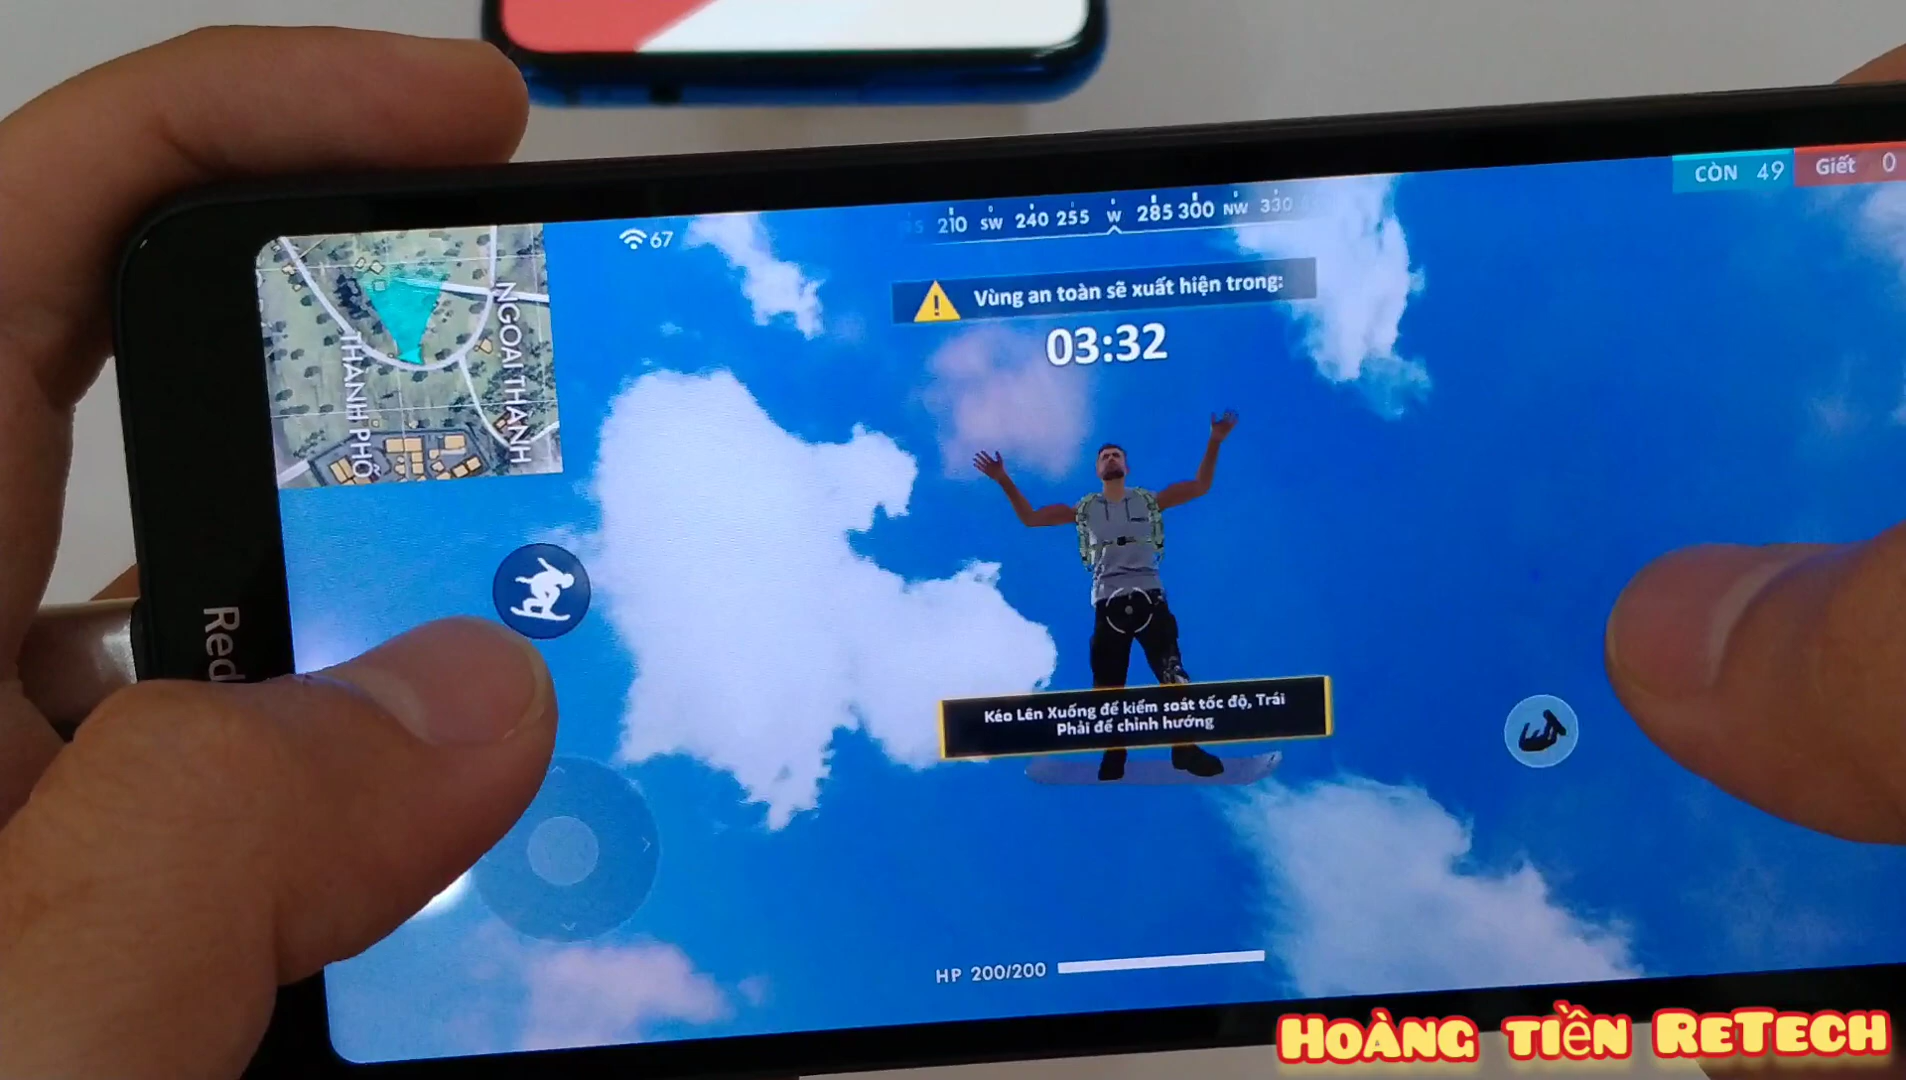 CÒN 49 Giết 0
210 SW 240 255 W 285 300 NW 330
67
Vùng an toàn sẽ xuất hiện trong:
03:32
NGOẠI THÀNH
THÀNH PHỐ
Red
Kéo Lên Xuống để kiểm soát tốc độ, Trái
Phải để chỉnh hướng
HP 200/200
Hoàng tiền ReTech